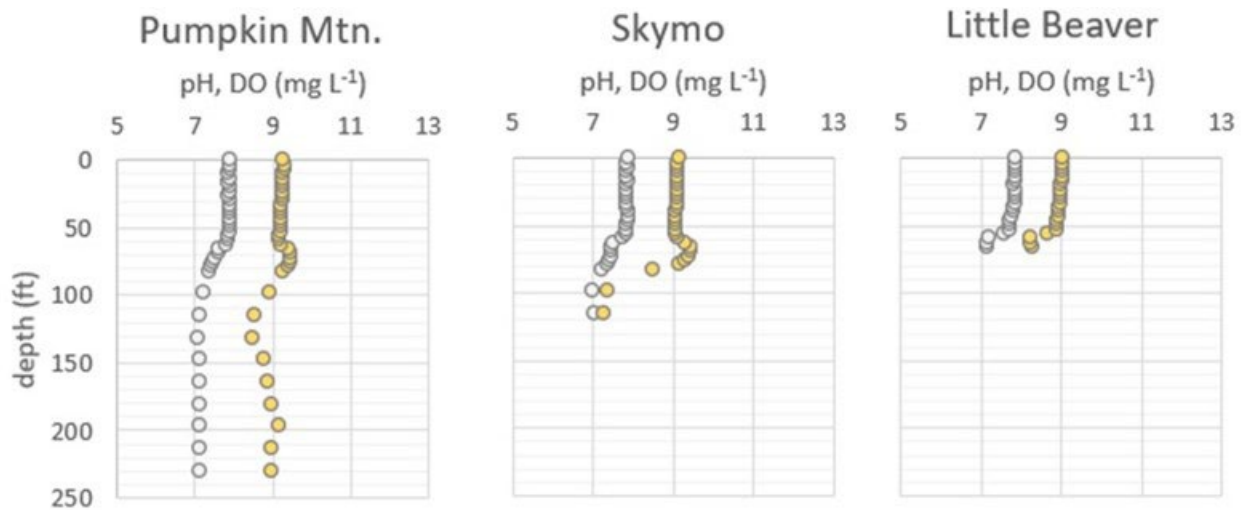 Pumpkin Mtn.
Skymo
Little Beaver
pH, DO (mg L-1)
pH, DO (mg L-1)
pH, DO (mg L-1)
5 7 9 11 13
5 7 9 11 13
5 7 9 11 13
0
50
100
150
200
250
depth (ft)